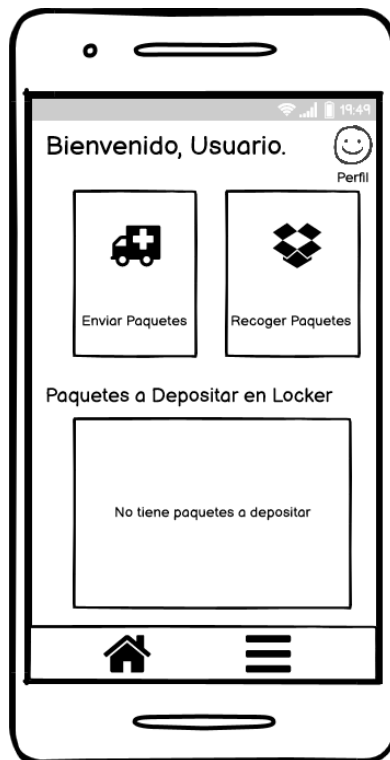 19:49
Bienvenido, Usuario.
Perfil
Enviar Paquetes
Recoger Paquetes
Paquetes a Depositar en Locker
No tiene paquetes a depositar